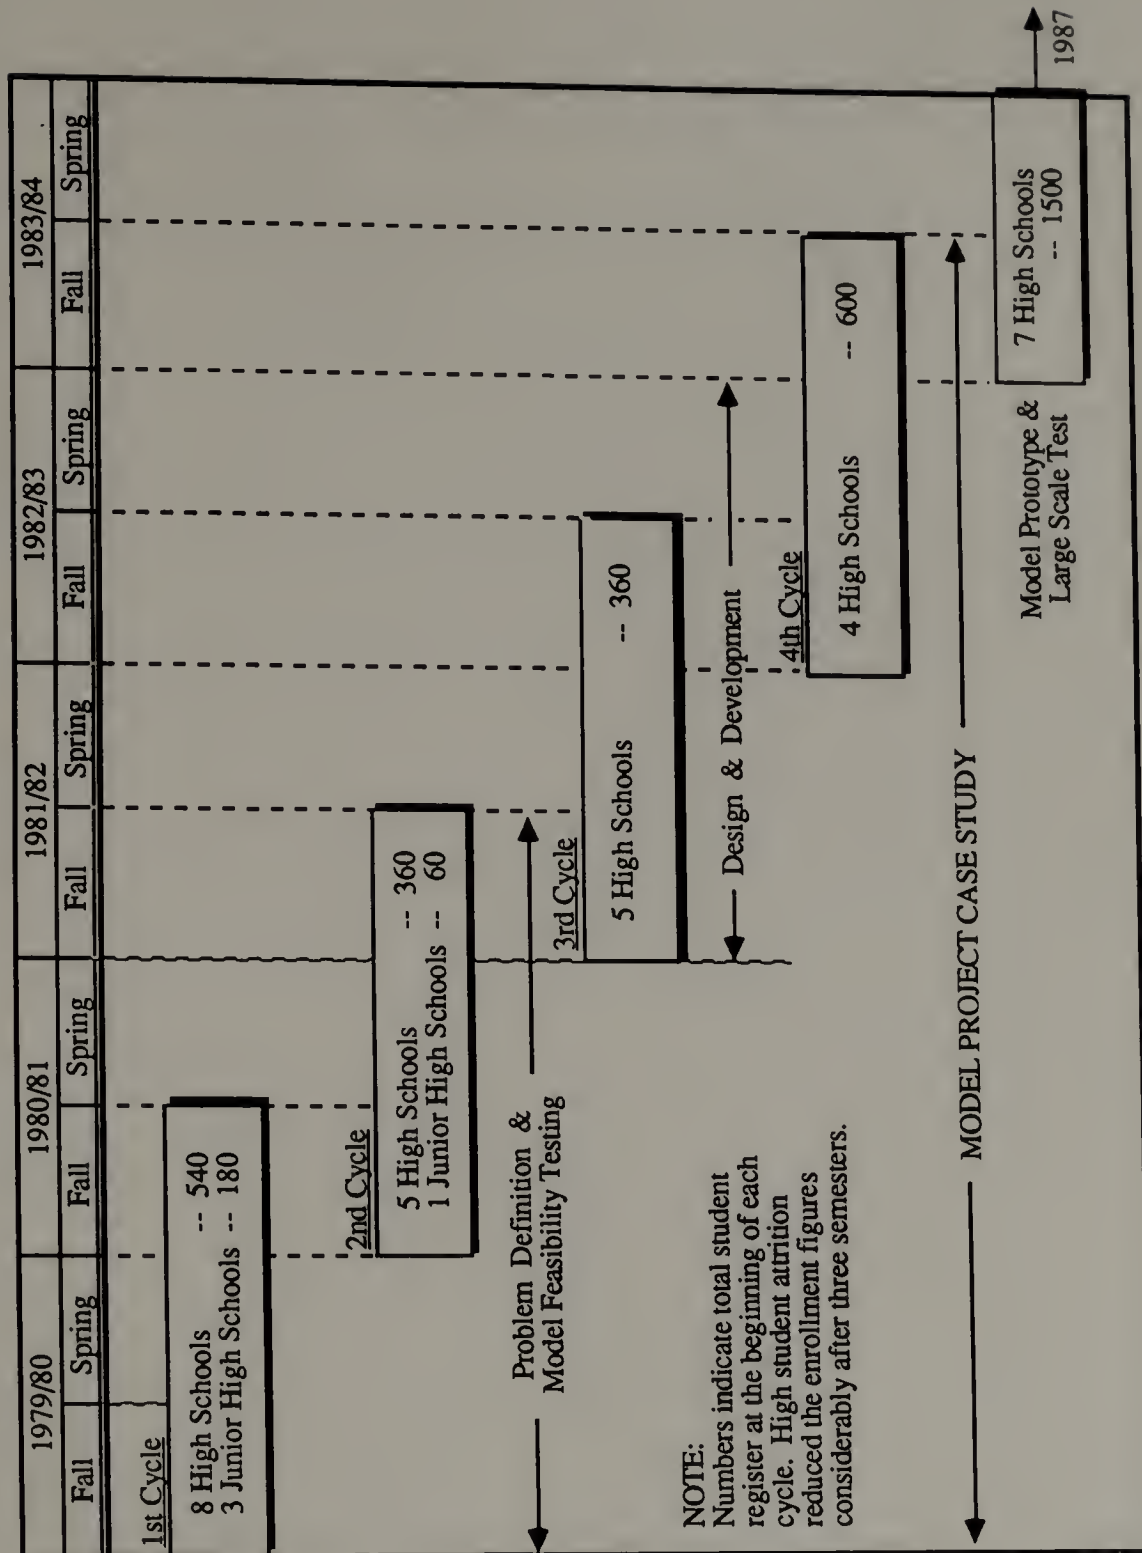 1979/80 1980/81 1981/82 1982/83 1983/84
Fall Spring Fall Spring Fall Spring Fall Spring Fall Spring
1st Cycle
8 High Schools -- 540
3 Junior High Schools -- 180
2nd Cycle
5 High Schools -- 360
1 Junior High Schools -- 60
Problem Definition &
Model Feasibility Testing
3rd Cycle
5 High Schools -- 360
Design & Development
4th Cycle
4 High Schools -- 600
NOTE:
Numbers indicate total student
register at the beginning of each
cycle. High student attrition
reduced the enrollment figures
considerably after three semesters.
MODEL PROJECT CASE STUDY
7 High Schools
-- 1500
Model Prototype &
Large Scale Test
1987